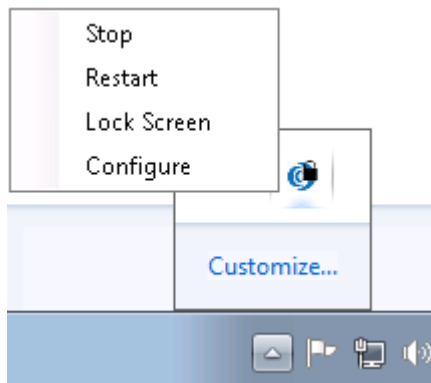 Stop
Restart
Lock Screen
Configure
Customize...